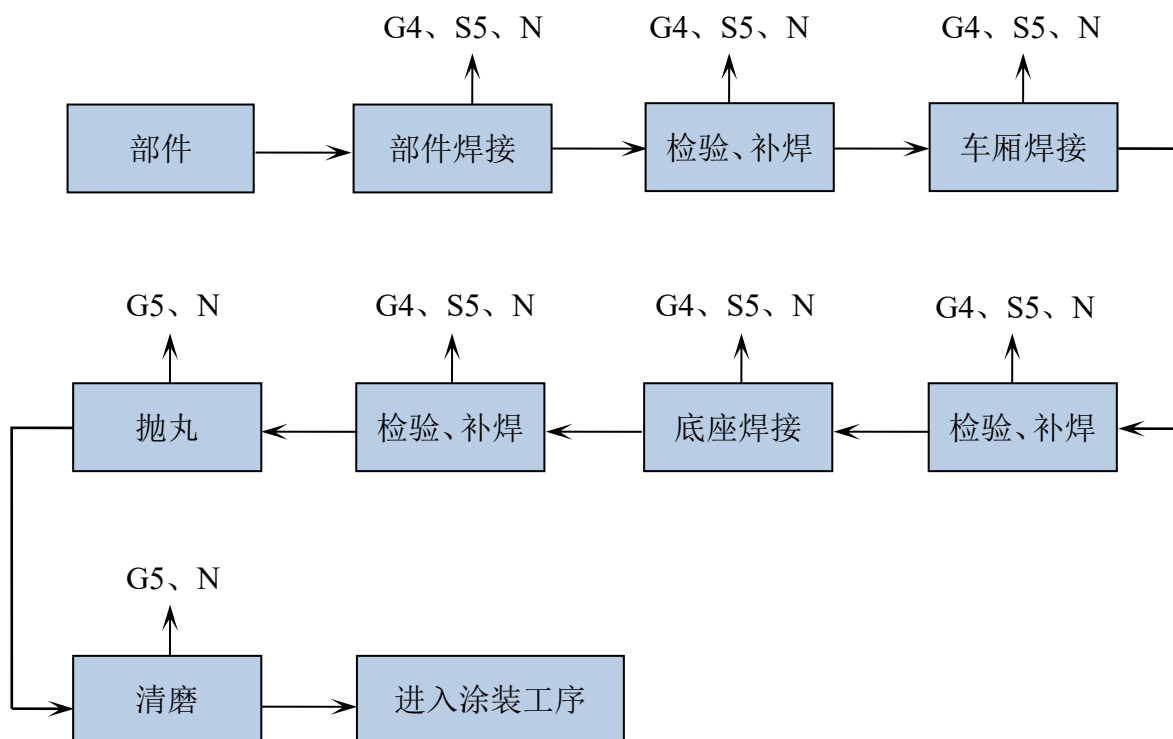 G4、S5、N
G4、S5、N
G4、S5、N
部件
部件焊接
检验、补焊
车厢焊接
G5、N
G4、S5、N
G4、S5、N
G4、S5、N
抛丸
检验、补焊
底座焊接
检验、补焊
G5、N
清磨
进入涂装工序